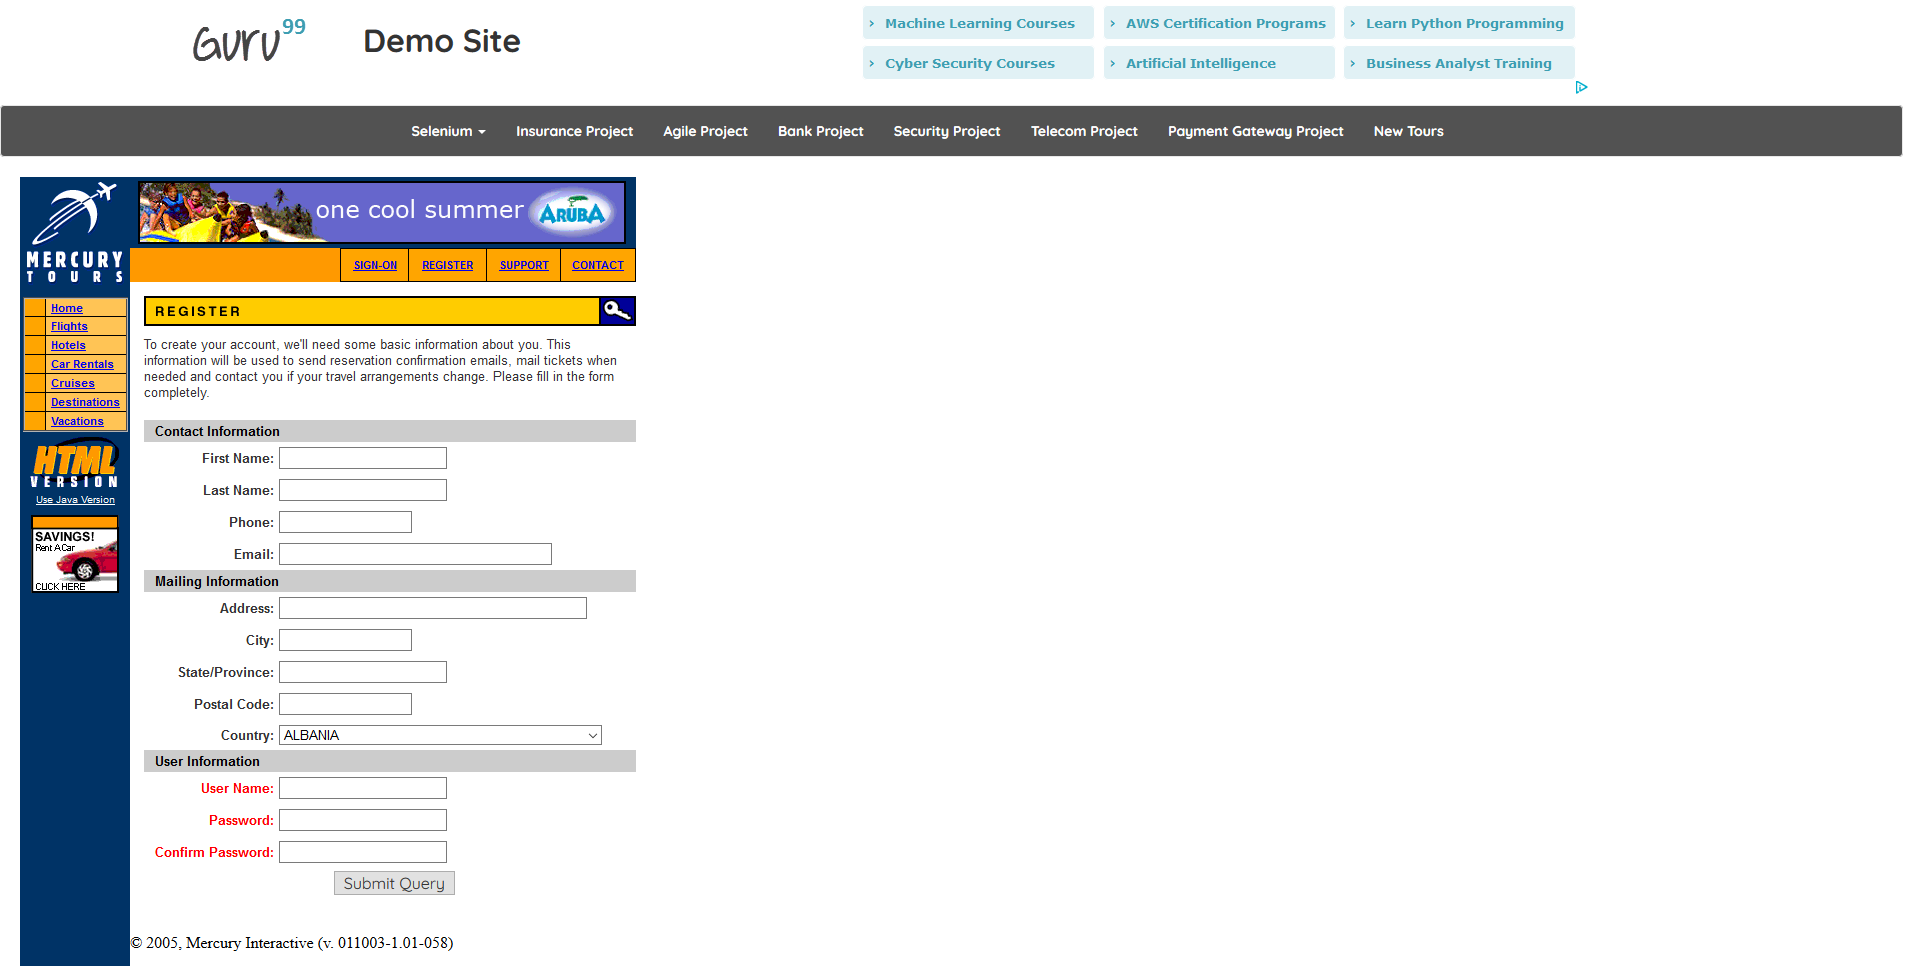 Guru99
Demo Site
› Machine Learning Courses
› AWS Certification Programs
› Learn Python Programming
› Cyber Security Courses
› Artificial Intelligence
› Business Analyst Training
Selenium Insurance Project Agile Project Bank Project Security Project Telecom Project Payment Gateway Project New Tours
MERCURY
TOURS
one cool summer ARUBA
SIGN-ON REGISTER SUPPORT CONTACT
Home
Flights
Hotels
Car Rentals
Cruises
Destinations
Vacations
HTML
VERSION
Use Java Version
SAVINGS!
Rent A Car
CLICK HERE
REGISTER
To create your account, we'll need some basic information about you. This
information will be used to send reservation confirmation emails, mail tickets when
needed and contact you if your travel arrangements change. Please fill in the form
completely.
Contact Information
First Name:
Last Name:
Phone:
Email:
Mailing Information
Address:
City:
State/Province:
Postal Code:
Country: ALBANIA
User Information
User Name:
Password:
Confirm Password:
Submit Query
© 2005, Mercury Interactive (v. 011003-1.01-058)